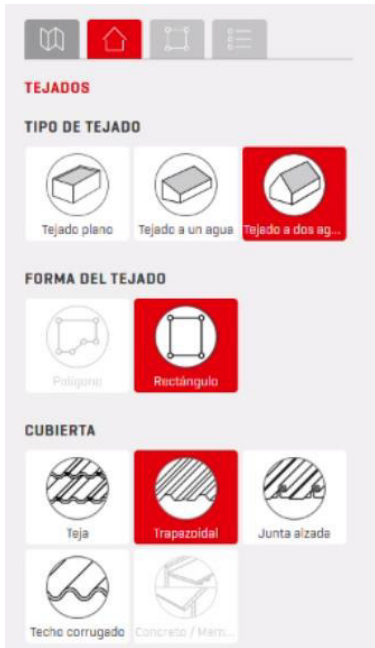 TEJADOS
TIPO DE TEJADO
Tejado plano Tejado a un agua Tejado a dos ag...
FORMA DEL TEJADO
Polígono Rectángulo
CUBIERTA
Teja Trapezoidal Junta alzada
Techo corrugado Concreto / Mem...